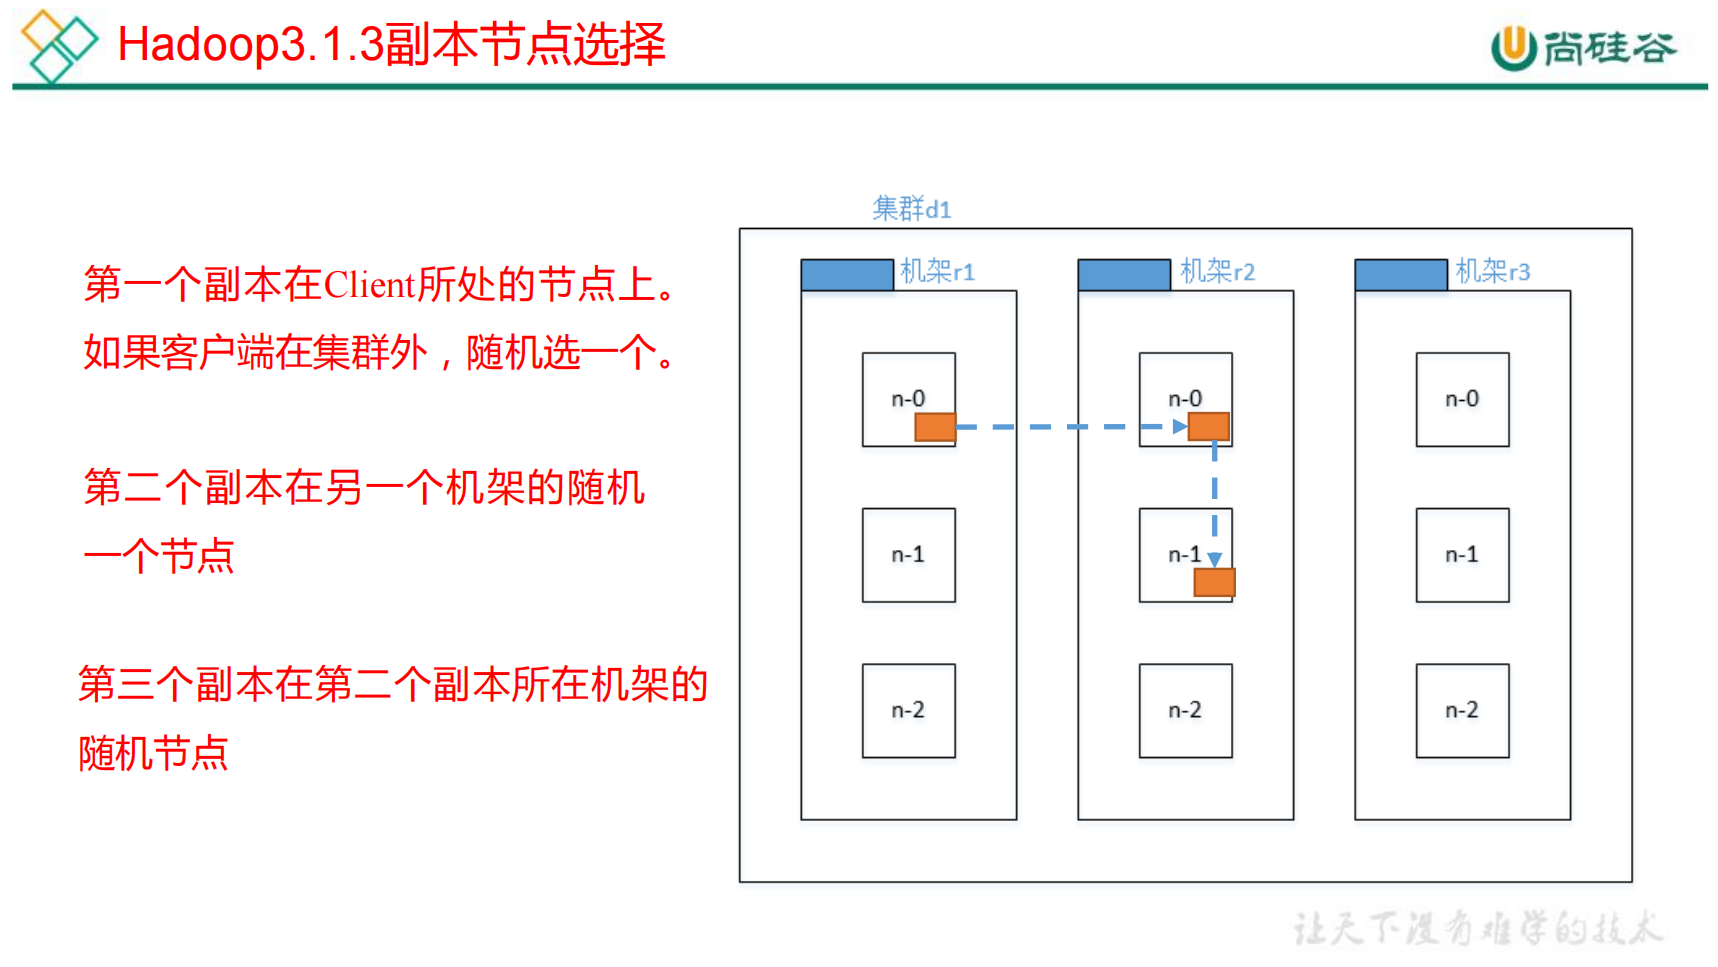 Hadoop3.1.3副本节点选择
尚硅谷
第一个副本在Client所处的节点上。
如果客户端在集群外，随机选一个。
第二个副本在另一个机架的随机
一个节点
第三个副本在第二个副本所在机架的
随机节点
集群d1
机架r1
机架r2
机架r3
n-0
n-0
n-0
n-1
n-1
n-1
n-2
n-2
n-2
让天下没有难学的技术